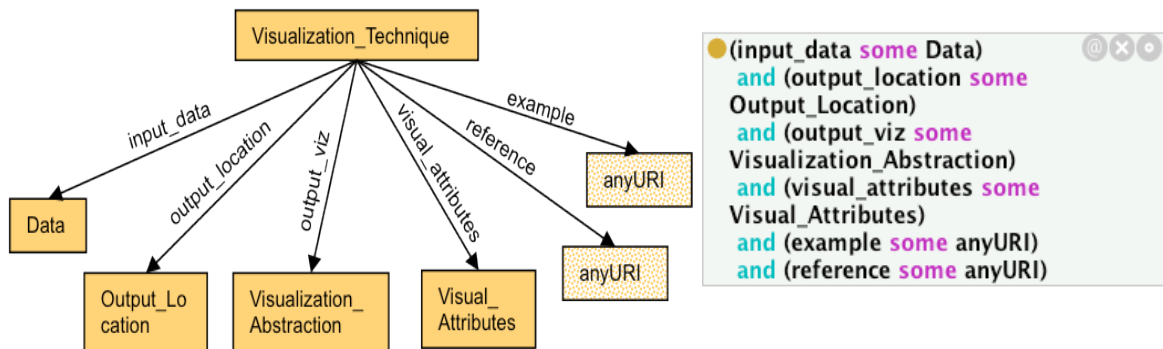 Visualization_Technique
input_data
output_location
output_viz
visual_attributes
reference
example
anyURI
Data
anyURI
Output_Lo
cation
Visualization_
Abstraction
Visual_
Attributes
(input_data some Data)
and (output_location some
Output_Location)
and (output_viz some
Visualization_Abstraction)
and (visual_attributes some
Visual_Attributes)
and (example some anyURI)
and (reference some anyURI)
@